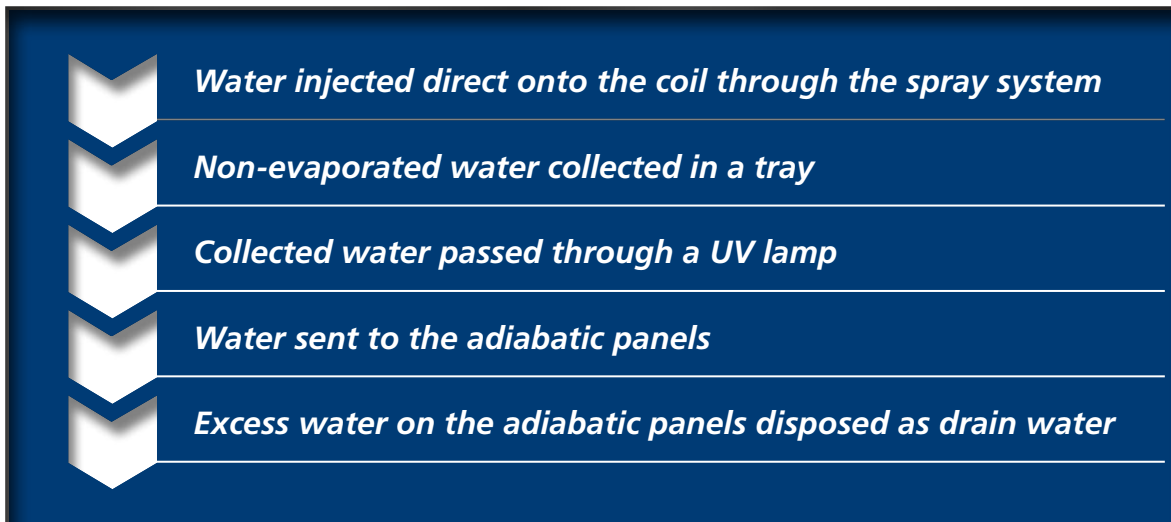 Water injected direct onto the coil through the spray system
Non-evaporated water collected in a tray
Collected water passed through a UV lamp
Water sent to the adiabatic panels
Excess water on the adiabatic panels disposed as drain water